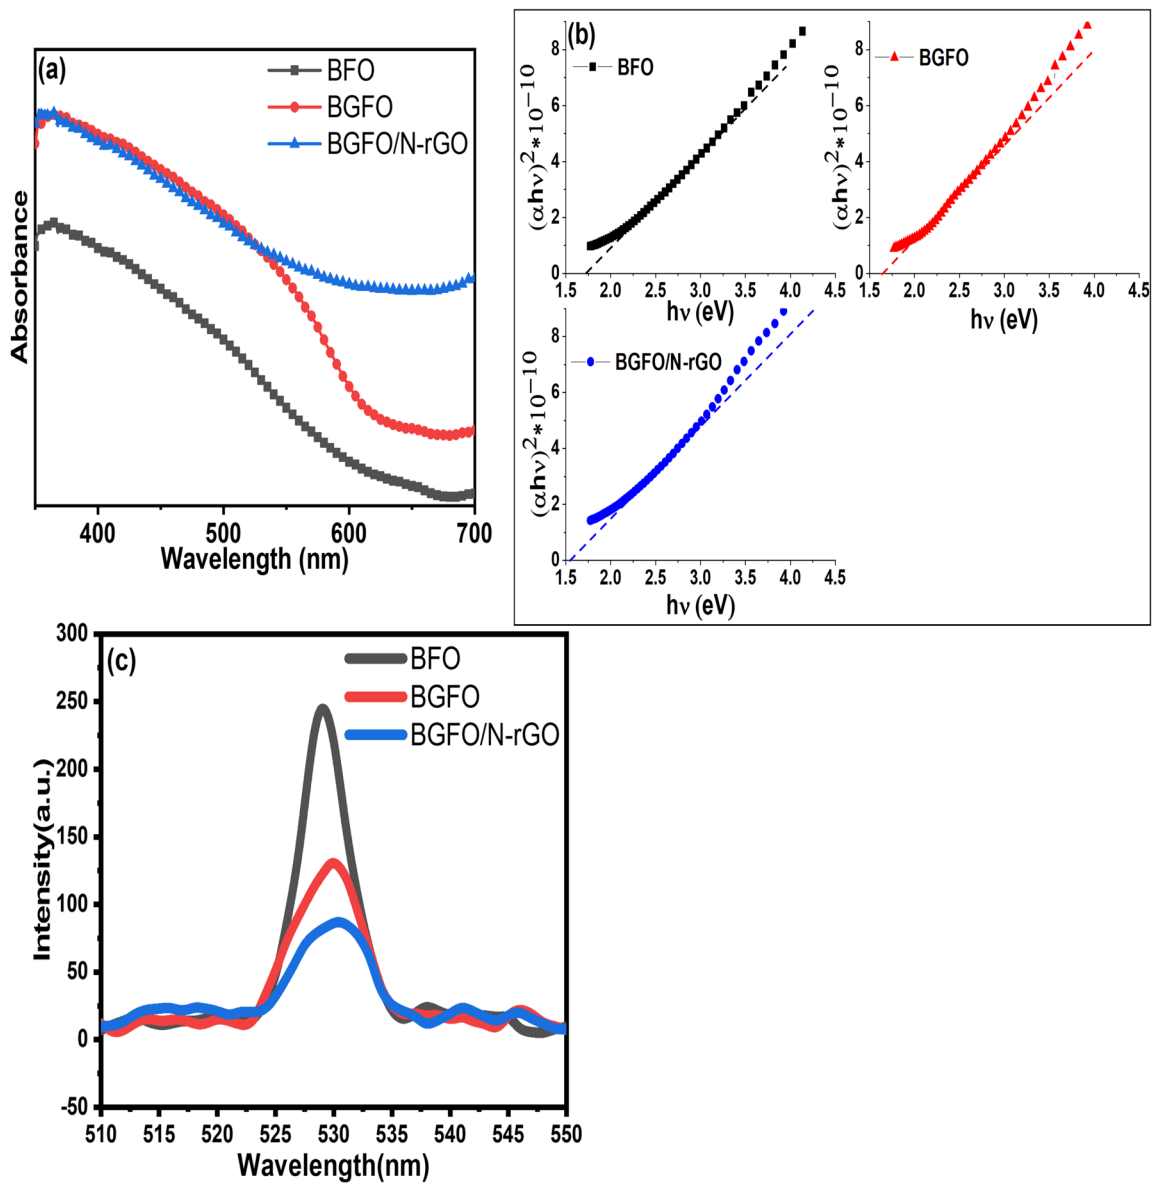 (a)
BFO
BGFO
BGFO/N-rGO
Absorbance
400 500 600 700
Wavelength (nm)
(b)
BFO
(αhν)²*10⁻¹⁰
8
6
4
2
0
1.5 2.0 2.5 3.0 3.5 4.0 4.5
hν (eV)
BGFO
(αhν)²*10⁻¹⁰
8
6
4
2
0
1.5 2.0 2.5 3.0 3.5 4.0 4.5
hν (eV)
BGFO/N-rGO
(αhν)²*10⁻¹⁰
8
6
4
2
0
1.5 2.0 2.5 3.0 3.5 4.0 4.5
hν (eV)
(c)
BFO
BGFO
BGFO/N-rGO
Intensity(a.u.)
300
250
200
150
100
50
0
-50
510 515 520 525 530 535 540 545 550
Wavelength(nm)